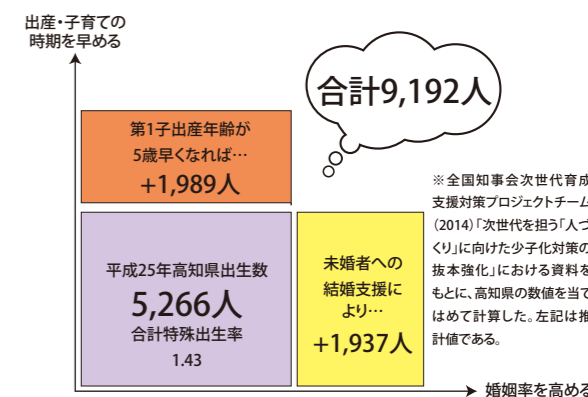 出産・子育ての
時期を早める
合計9,192人
第1子出産年齢が
5歳早くなれば…
+1,989人
※全国知事会次世代育成
支援対策プロジェクトチーム
(2014)「次世代を担う「人づ
くり」に向けた少子化対策の
抜本強化」における資料を
もとに、高知県の数値を当て
はめて計算した。左記は推
計値である。
平成25年高知県出生数
5,266人
合計特殊出生率
1.43
未婚者への
結婚支援に
より…
+1,937人
婚姻率を高める